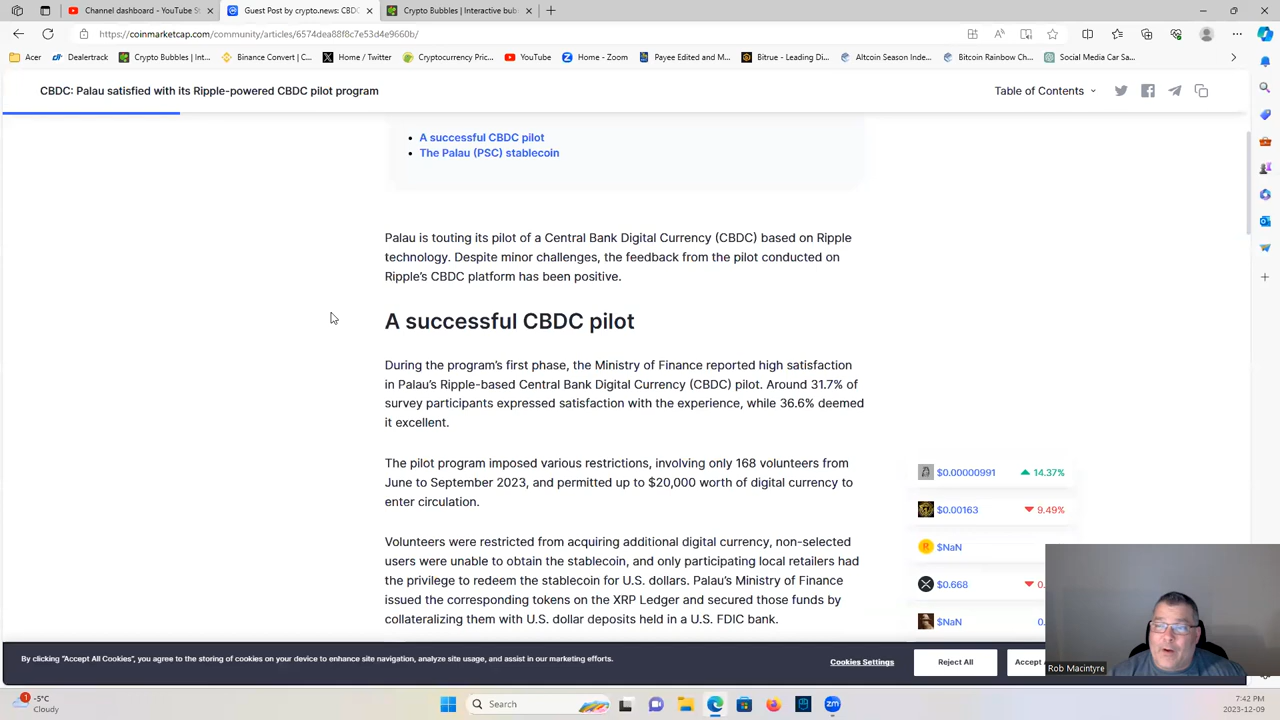 Channel dashboard - YouTube St
Guest Post by crypto.news: CBDC
Crypto Bubbles | Interactive bub
https://coinmarketcap.com/community/articles/6574dea88f8c7e53d4e9660b/
Acer
Dealertrack
Crypto Bubbles | Int...
Binance Convert | C...
Home / Twitter
Cryptocurrency Pric...
YouTube
Home - Zoom
Payee Edited and M...
Bitrue - Leading Di...
Altcoin Season Inde...
Bitcoin Rainbow Ch...
Social Media Car Sa...
CBDC: Palau satisfied with its Ripple-powered CBDC pilot program
Table of Contents
• A successful CBDC pilot
• The Palau (PSC) stablecoin
Palau is touting its pilot of a Central Bank Digital Currency (CBDC) based on Ripple
technology. Despite minor challenges, the feedback from the pilot conducted on
Ripple's CBDC platform has been positive.
A successful CBDC pilot
During the program's first phase, the Ministry of Finance reported high satisfaction
in Palau's Ripple-based Central Bank Digital Currency (CBDC) pilot. Around 31.7% of
survey participants expressed satisfaction with the experience, while 36.6% deemed
it excellent.
The pilot program imposed various restrictions, involving only 168 volunteers from
June to September 2023, and permitted up to $20,000 worth of digital currency to
enter circulation.
Volunteers were restricted from acquiring additional digital currency, non-selected
users were unable to obtain the stablecoin, and only participating local retailers had
the privilege to redeem the stablecoin for U.S. dollars. Palau's Ministry of Finance
issued the corresponding tokens on the XRP Ledger and secured those funds by
collateralizing them with U.S. dollar deposits held in a U.S. FDIC bank.
$0.00000991 14.37%
$0.00163 9.49%
$NaN
$0.668 0.
$NaN 0.
By clicking "Accept All Cookies", you agree to the storing of cookies on your device to enhance site navigation, analyze site usage, and assist in our marketing efforts.
Cookies Settings
Reject All
Accept
Rob Macintyre
1
-5°C
Cloudy
Search
7:42 PM
2023-12-09